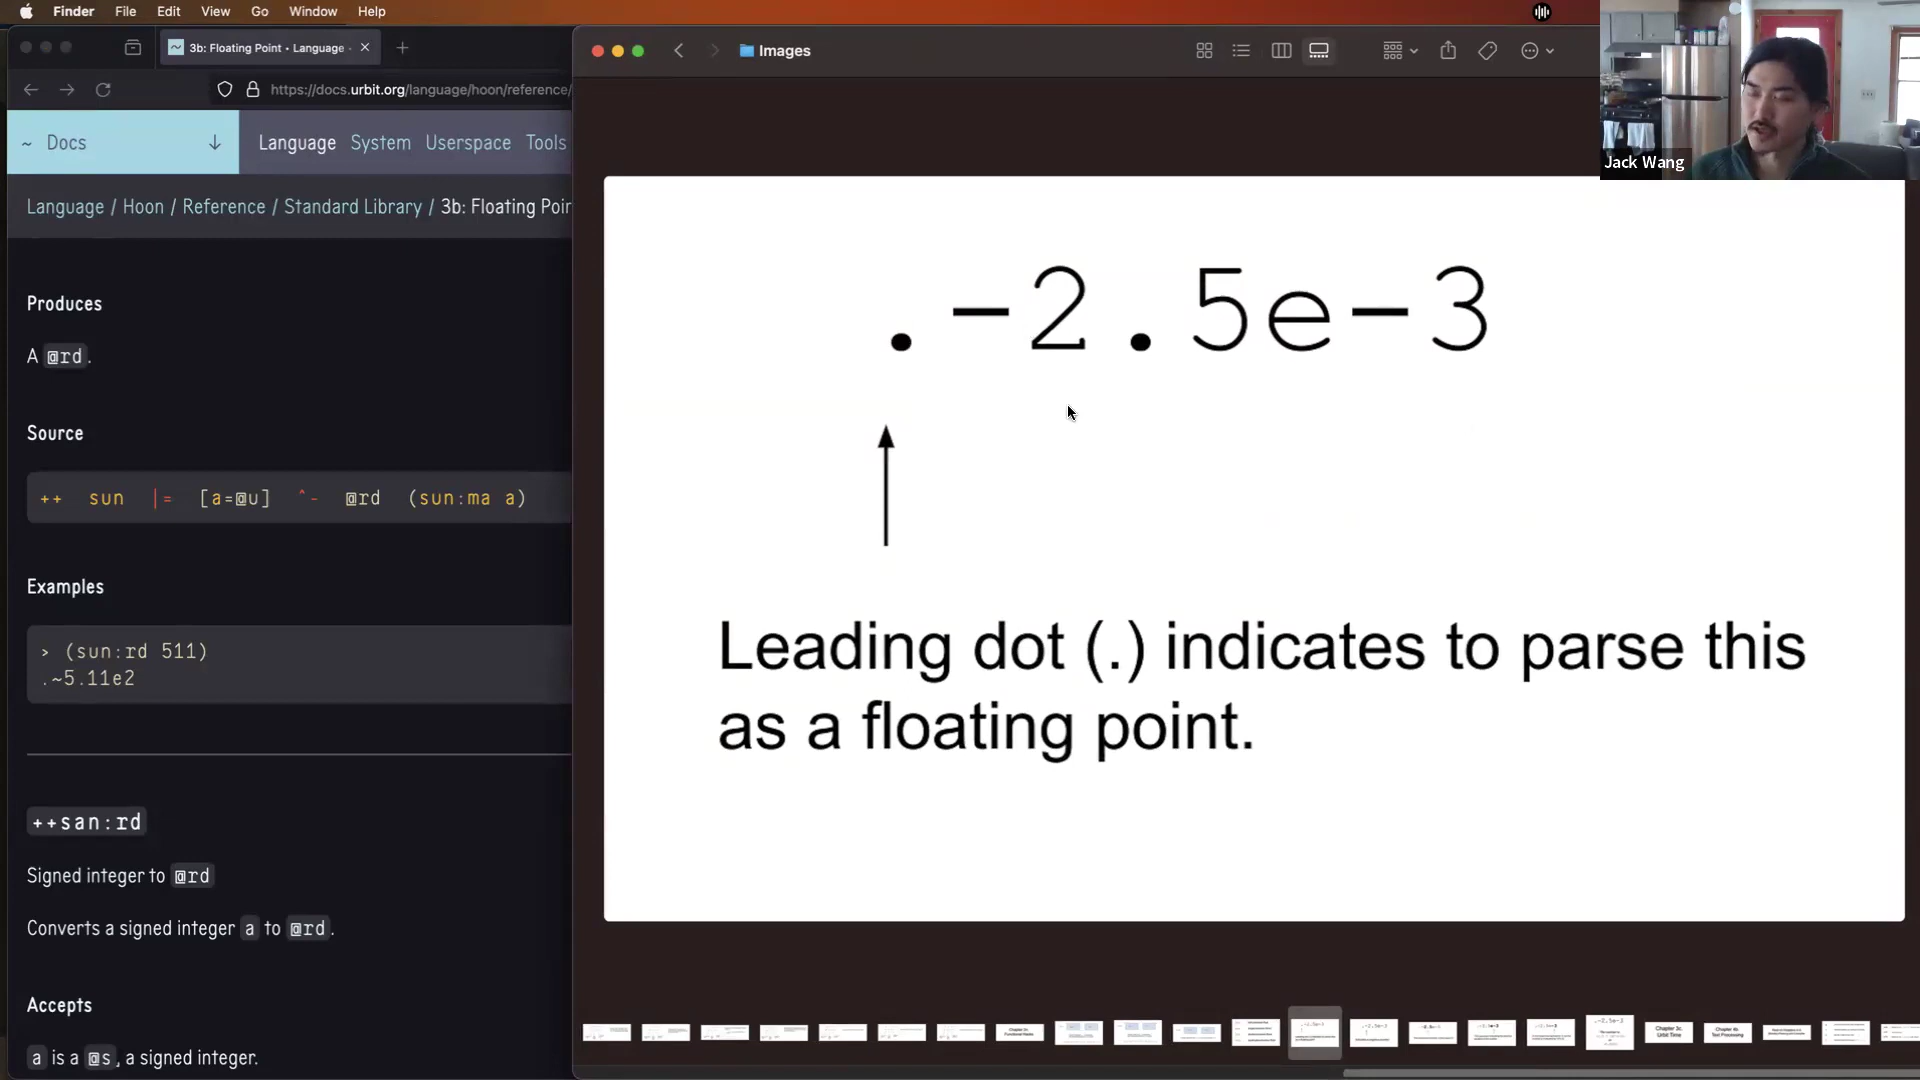 Finder File Edit View Go Window Help
3b: Floating Point • Language
https://docs.urbit.org/language/hoon/reference/
~ Docs ↓ Language System Userspace Tools
Language / Hoon / Reference / Standard Library / 3b: Floating Poin
Produces
A @rd.
Source
++ sun |= [a=@u] ^- @rd (sun:ma a)
Examples
> (sun:rd 511)
.~5.11e2
++san:rd
Signed integer to @rd
Converts a signed integer a to @rd.
Accepts
a is a @s, a signed integer.
Images
.-2.5e-3
Leading dot (.) indicates to parse this
as a floating point.
Jack Wang